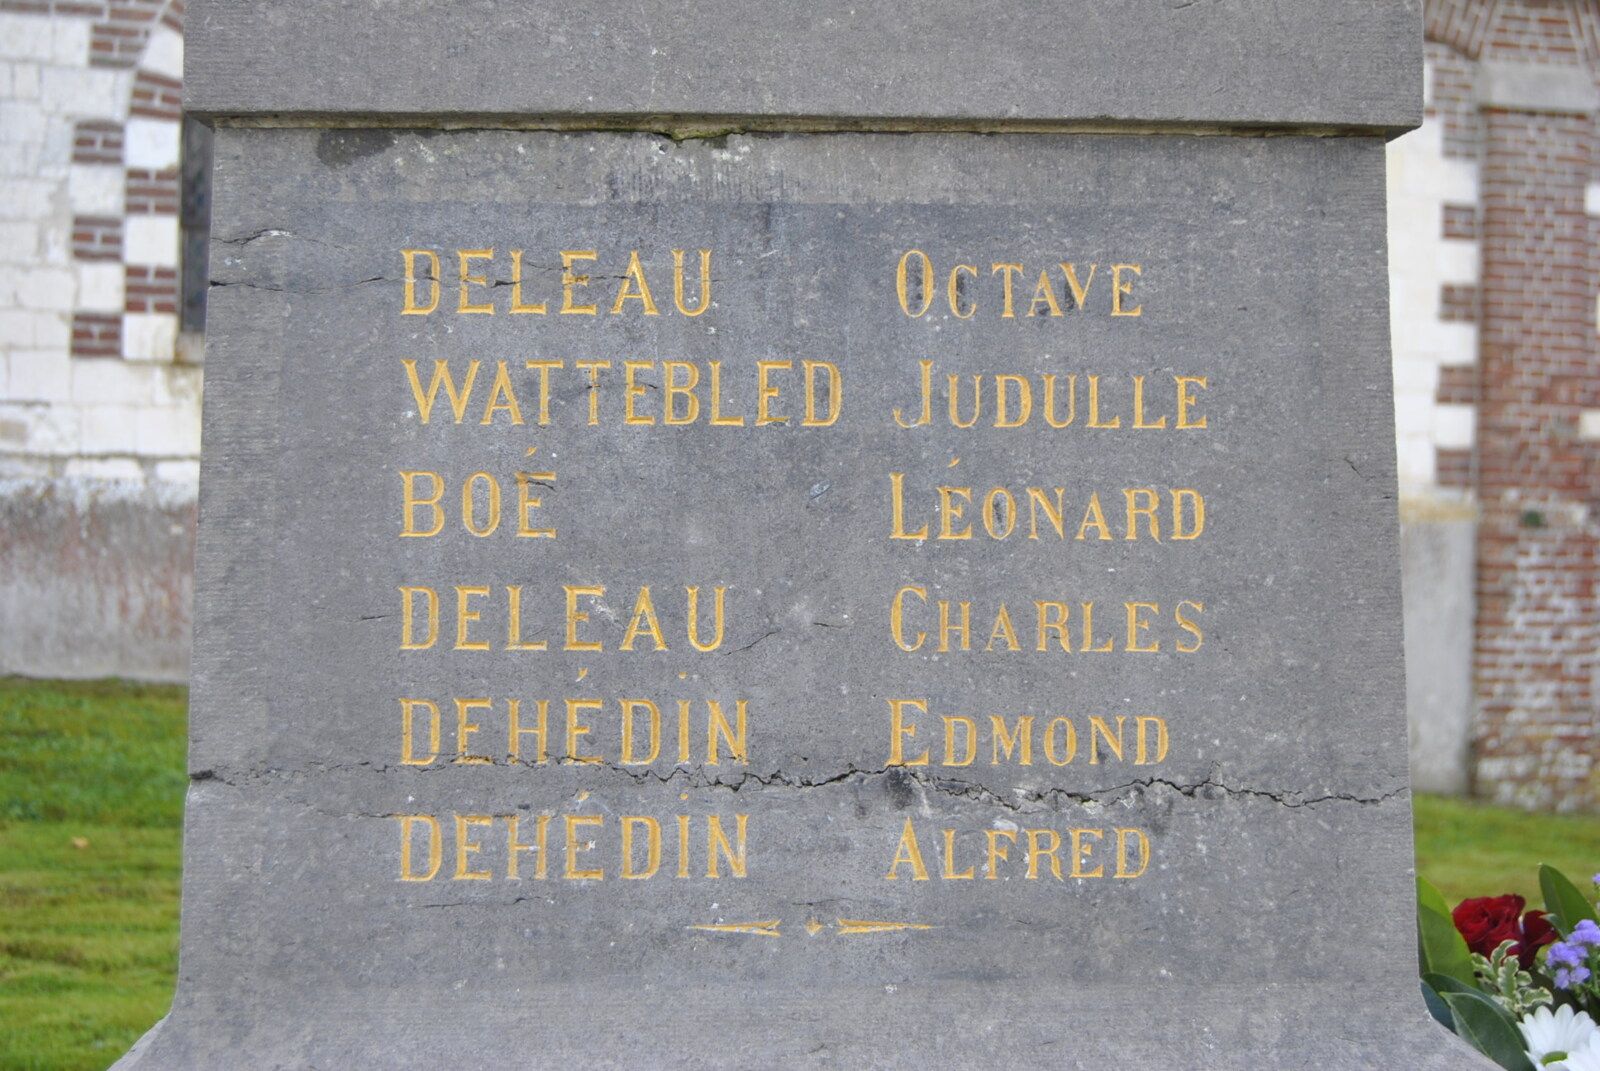 DELEAU OCTAVE
WATTEBLED JUDULLE
BOÉ LÉONARD
DELEAU CHARLES
DEHÉDIN EDMOND
DEHÉDIN ALFRED